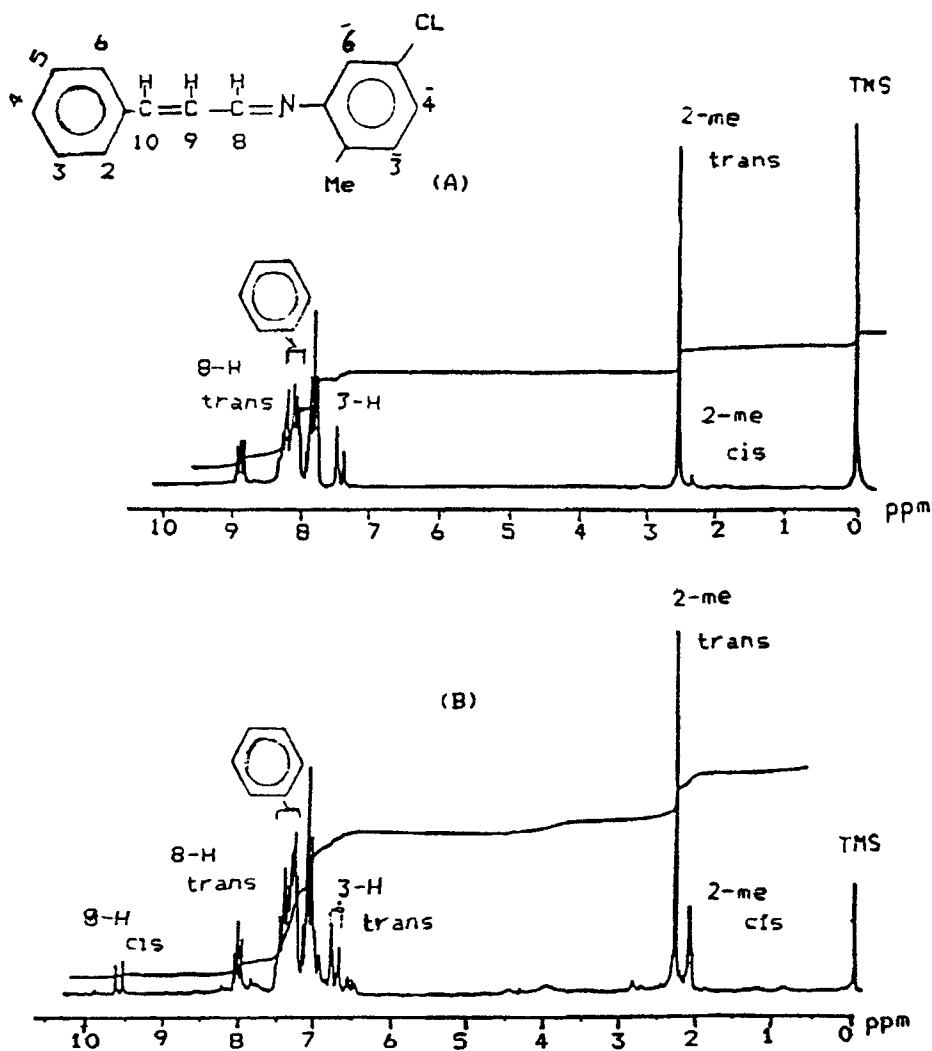 CL
6 6̄
H H H
5
4 C=C-C=N 4̄
10 9 8
3 2 3̄
Me (A)
TMS
2-me
trans
8-H
trans 3-H
2-me
cis
10 9 8 7 6 5 4 3 2 1 0 ppm
2-me
trans
(B)
TMS
8-H
trans 3-H
trans
8-H
cis
2-me
cis
10 9 8 7 6 5 4 3 2 1 0 ppm